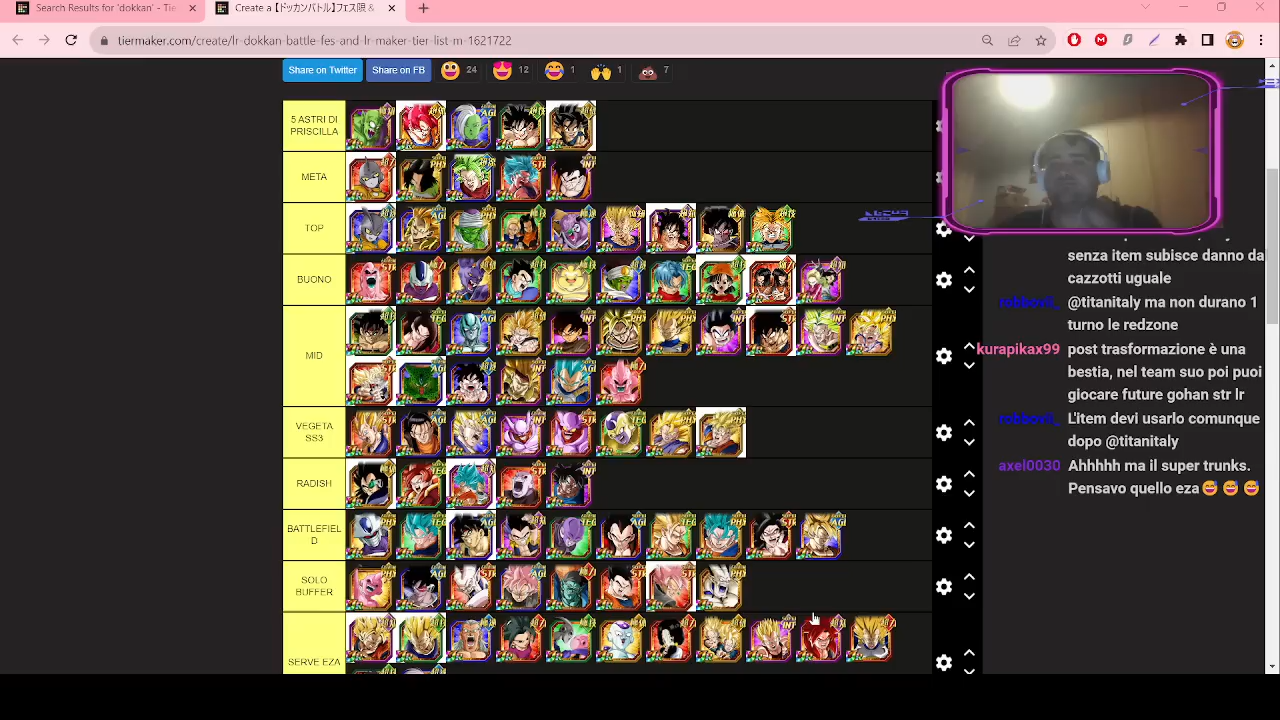 Search Results for 'dokkan' - Tie
Create a 【ドッカンバトル】フェス限 &
tiermaker.com/create/lr-dokkan-battle-fes-and-lr-maker-tier-list-m-1621722
Share on Twitter
Share on FB
24
12
1
1
7
5 ASTRI DI
PRISCILLA
META
TOP
BUONO
MID
VEGETA
SS3
RADISH
BATTLEFIEL
D
SOLO
BUFFER
SERVE EZA
senza item subisce danno da
cazzotti uguale
@titanitaly ma non durano 1
turno le redzone
kurapikax99 post trasformazione è una
bestia, nel team suo poi puoi
giocare future gohan str lr
L'item devi usarlo comunque
dopo @titanitaly
axel0030 Ahhhhh ma il super trunks.
Pensavo quello eza